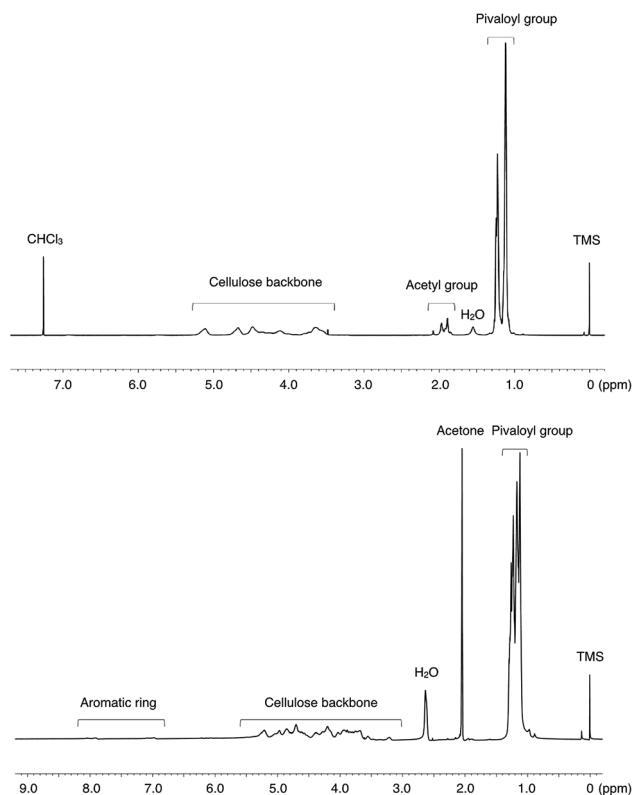 Pivaloyl group
CHCl₃
TMS
Cellulose backbone
Acetyl group
H₂O
7.0 6.0 5.0 4.0 3.0 2.0 1.0 0 (ppm)
Acetone Pivaloyl group
TMS
H₂O
Aromatic ring
Cellulose backbone
9.0 8.0 7.0 6.0 5.0 4.0 3.0 2.0 1.0 0 (ppm)